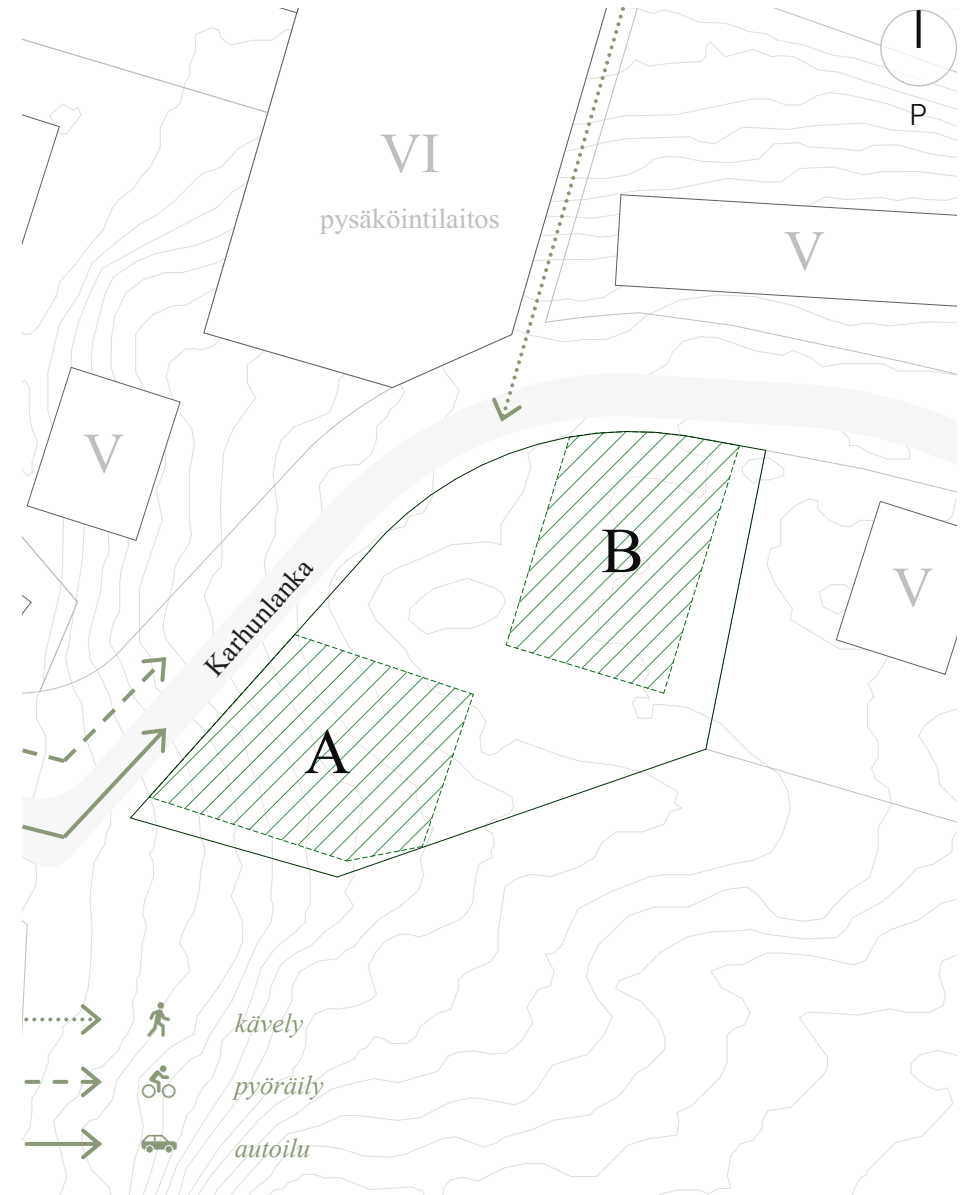 P
VI
pysäköintilaitos
V
V
B
V
Karhunlanka
A
kävely
pyöräily
autoilu